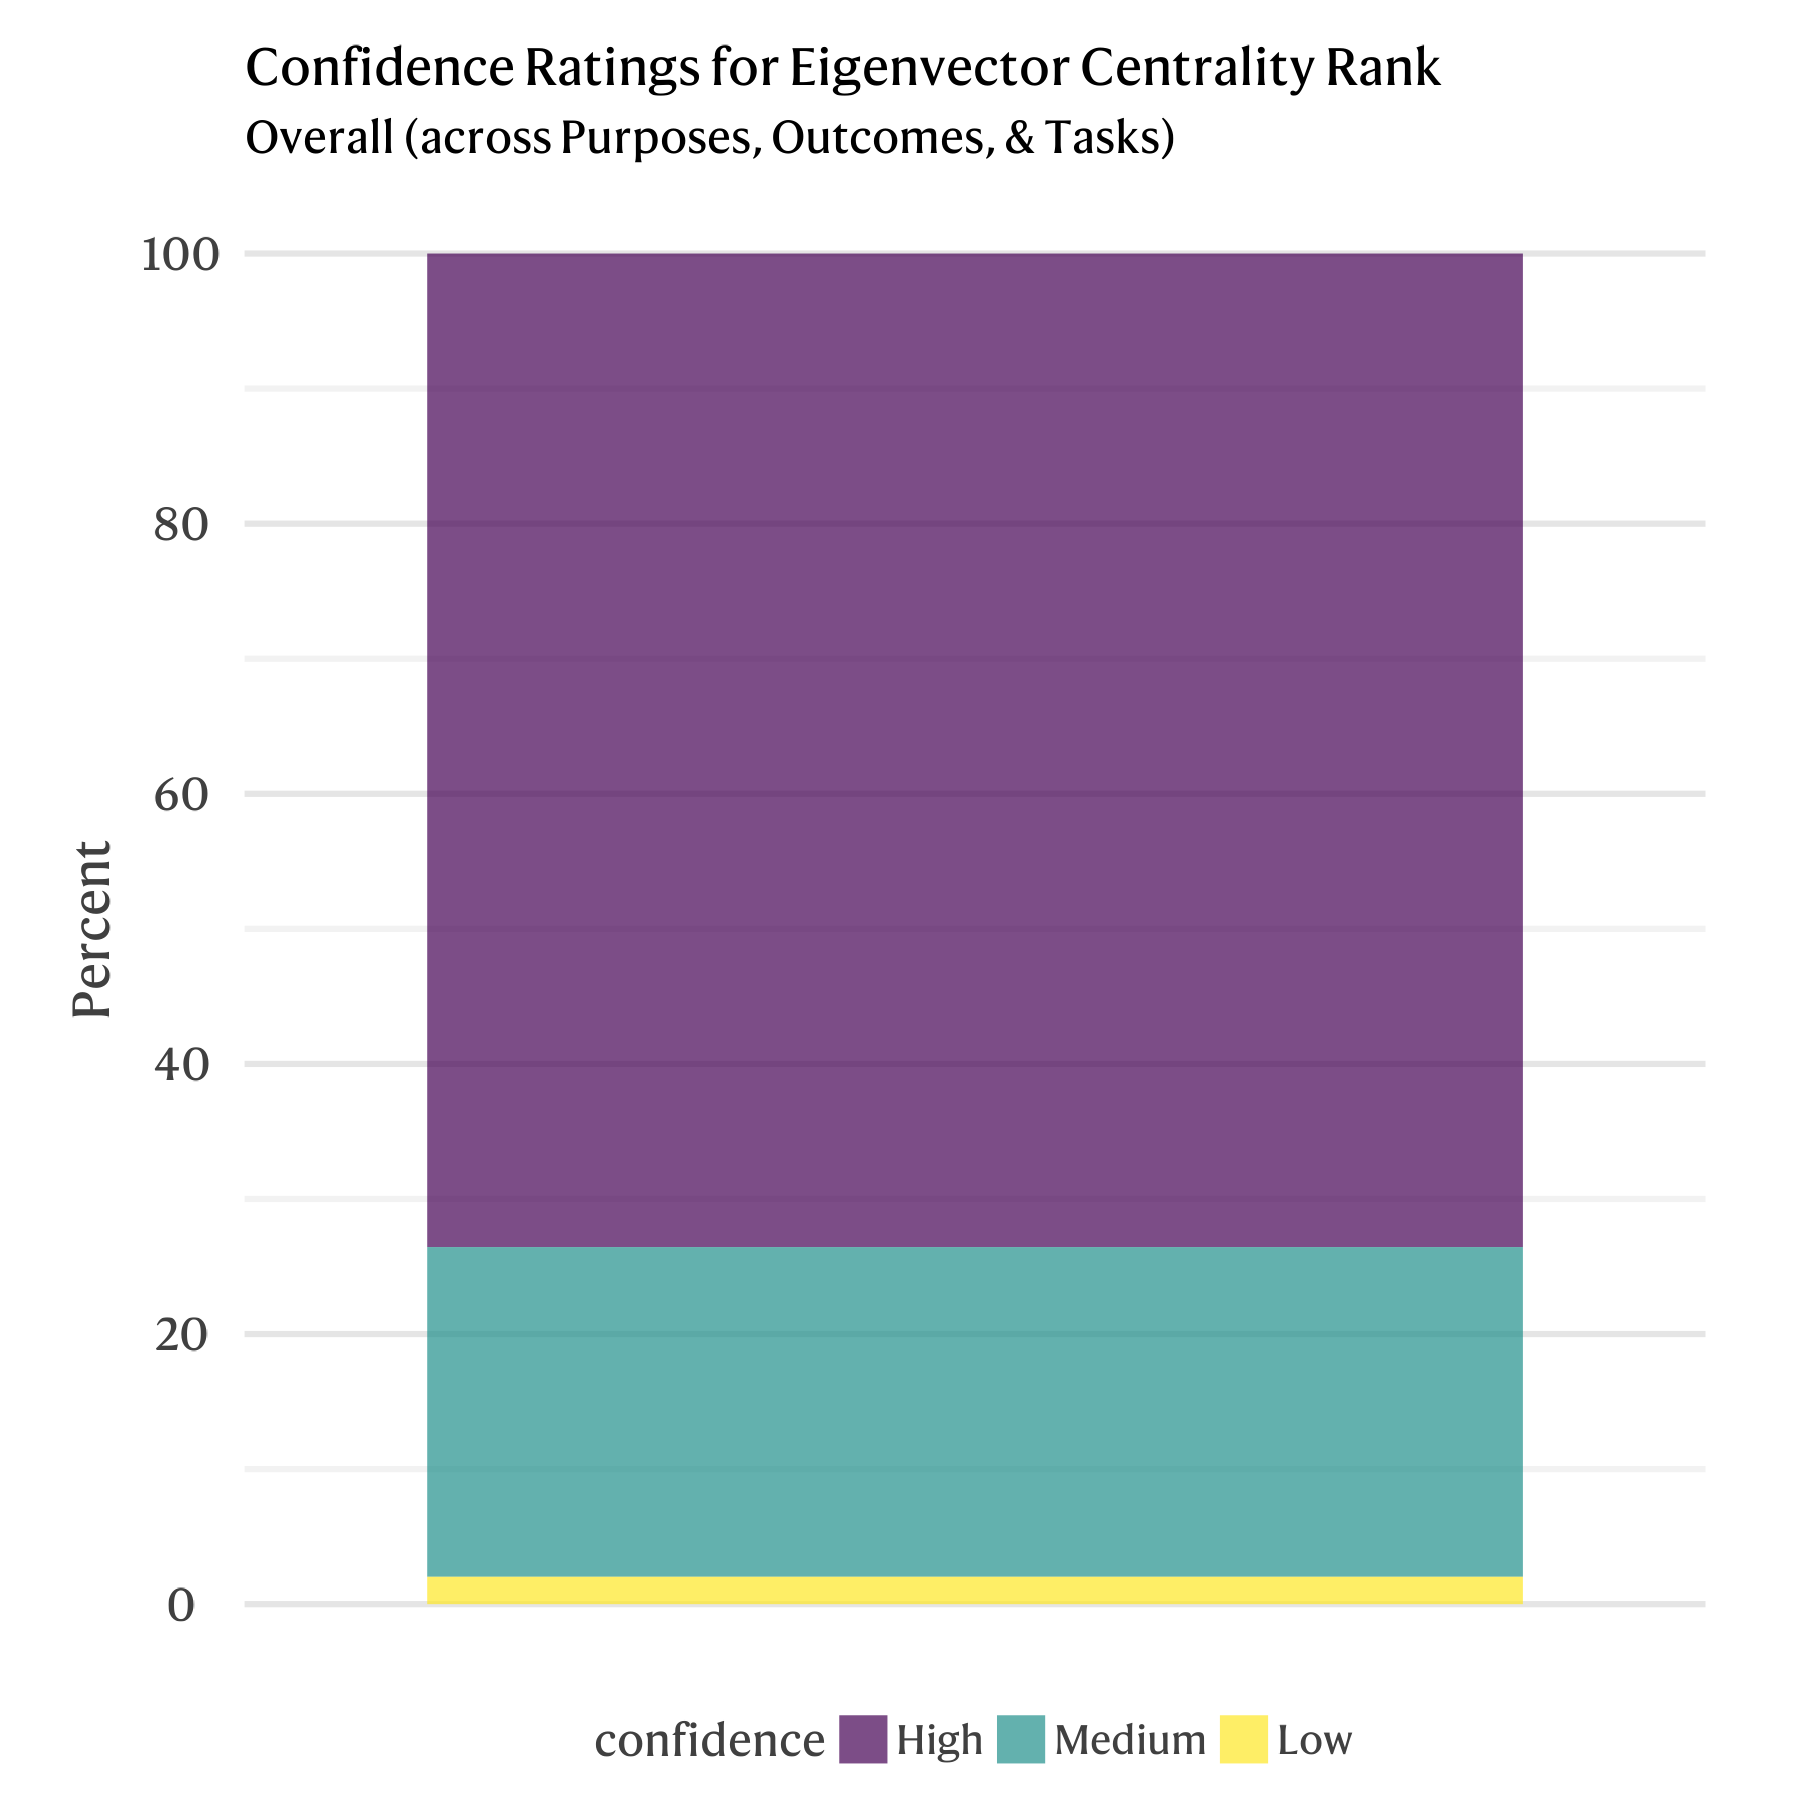 Confidence Ratings for Eigenvector Centrality Rank
Overall (across Purposes, Outcomes, & Tasks)
100
80
60
40
20
0
Percent
confidence High Medium Low